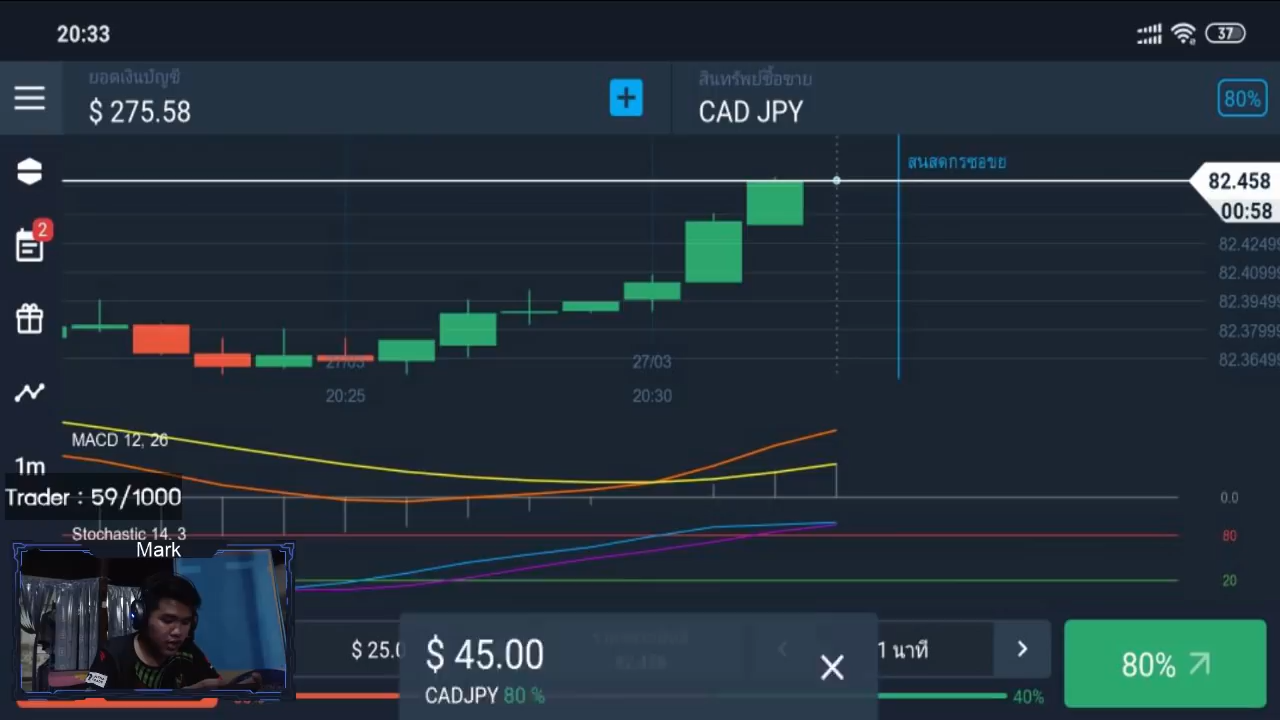 20:33
37
ยอดเงินบัญชี
$ 275.58
สินทรัพย์ซื้อขาย
CAD JPY
80%
82.458
00:58
82.42499
82.40999
82.39499
82.37999
82.36499
2
27/03
27/03
20:25
20:30
MACD 12, 26
0.0
1m
Trader : 59/1000
Stochastic 14, 3
80
20
Mark
$ 25.0
$ 45.00
CADJPY 80 %
1 นาที
80%
40%